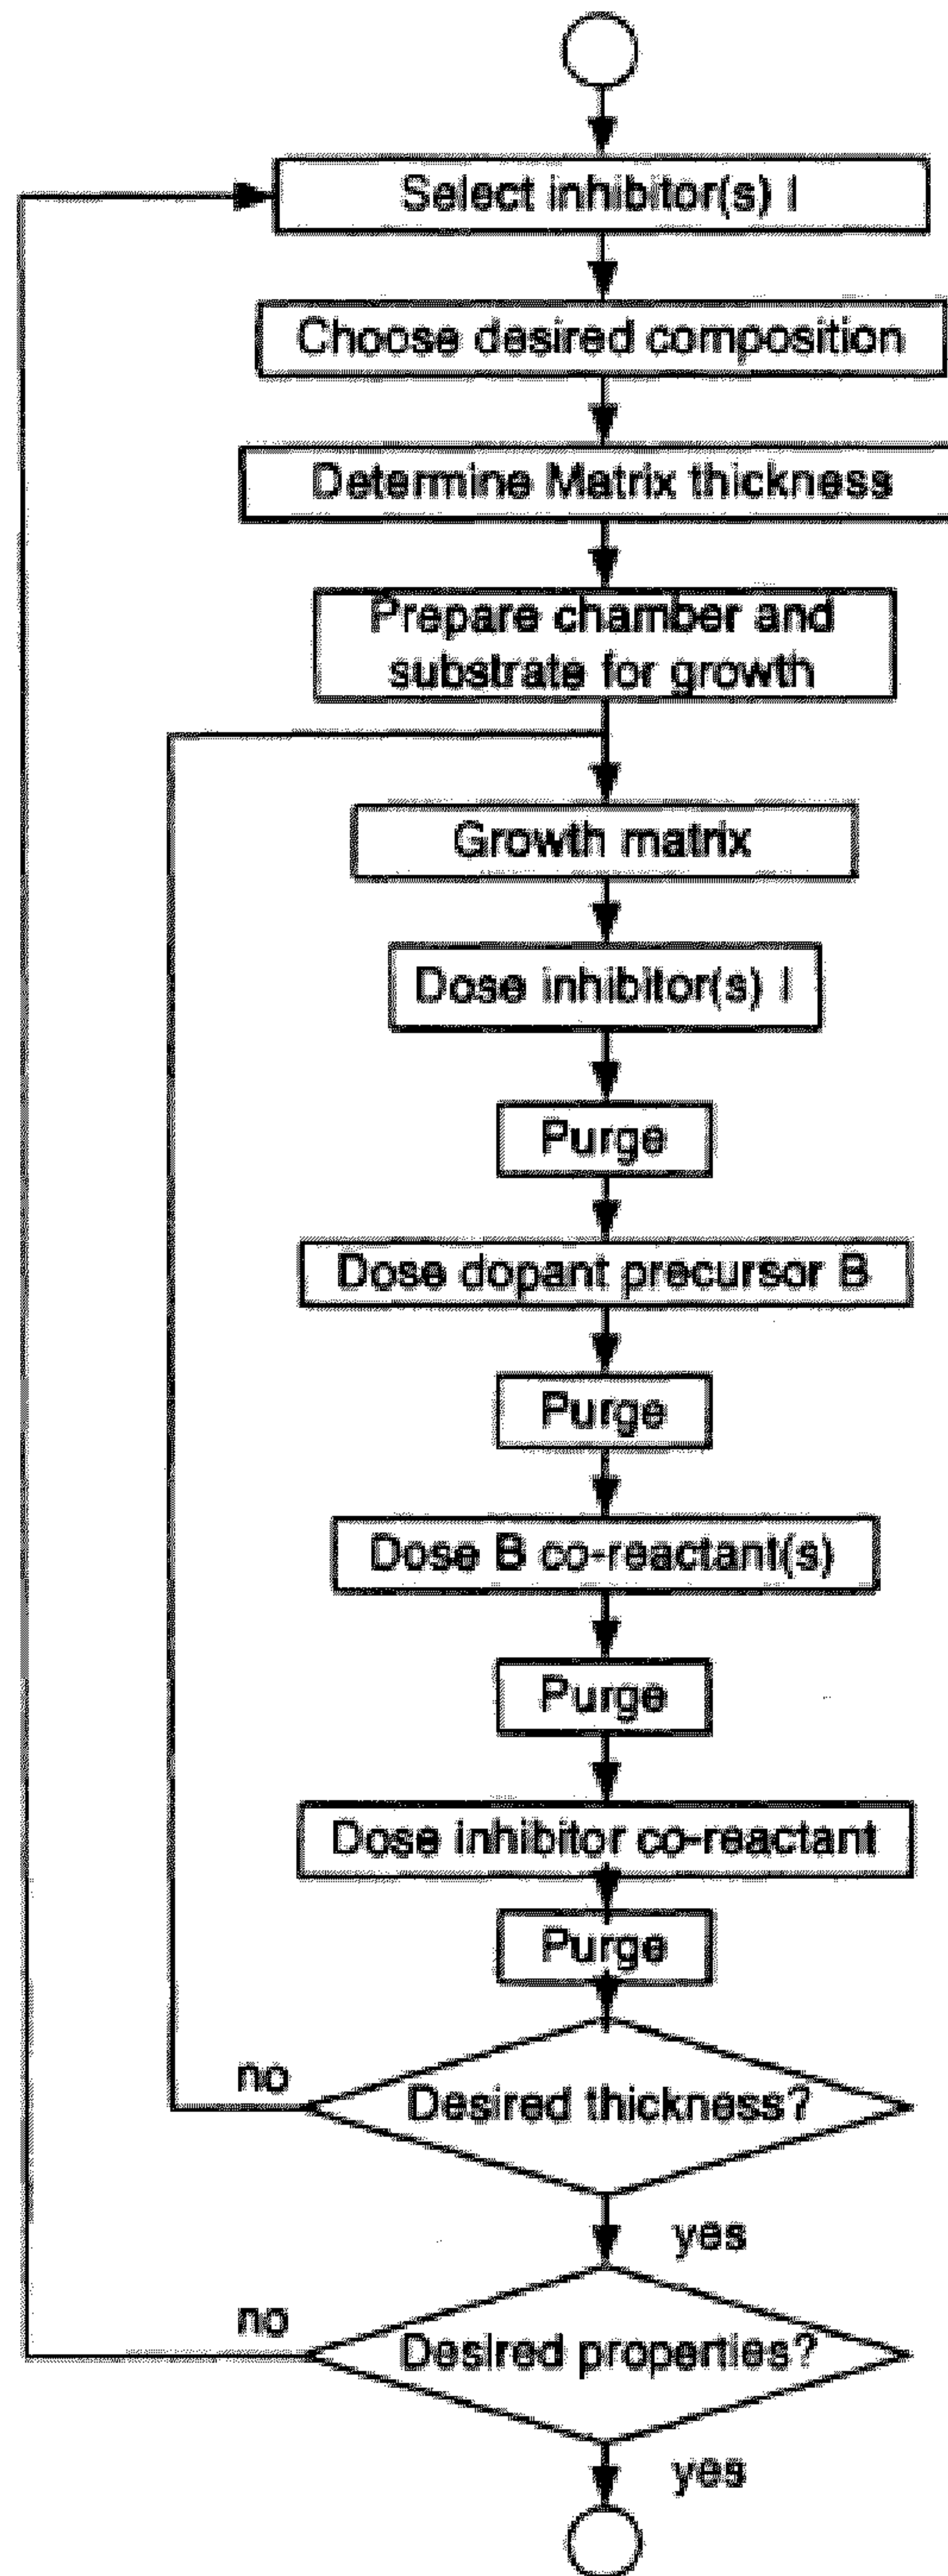 Select inhibitor(s) I
Choose desired composition
Determine Matrix thickness
Prepare chamber and
substrate for growth
Growth matrix
Dose inhibitor(s) I
Purge
Dose dopant precursor B
Purge
Dose B co-reactant(s)
Purge
Dose inhibitor co-reactant
Purge
no
Desired thickness?
yes
no
Desired properties?
yes